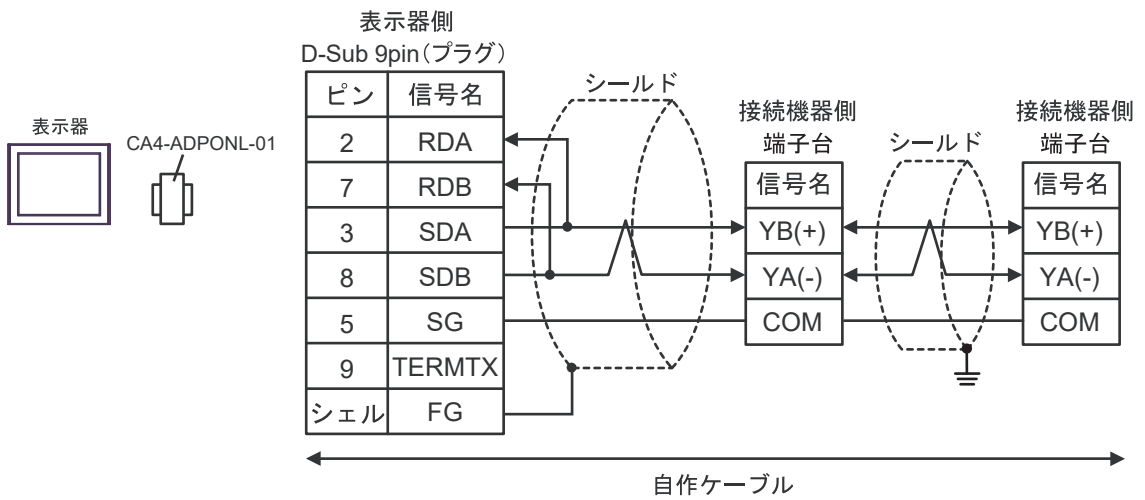 表示器
CA4-ADPONL-01
表示器側
D-Sub 9pin(プラグ)
ピン 信号名
2 RDA
7 RDB
3 SDA
8 SDB
5 SG
9 TERMTX
シェル FG
シールド
接続機器側
端子台
信号名
YB(+)
YA(-)
COM
シールド
接続機器側
端子台
信号名
YB(+)
YA(-)
COM
自作ケーブル